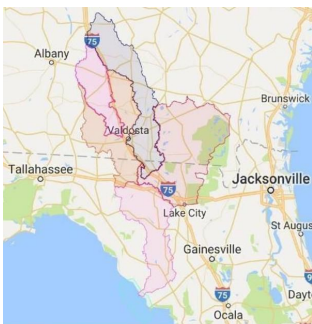 75
Albany
Brunswick
Valdosta
Tallahassee
Jacksonville
75
Lake City
St Augus
Gainesville
75
Dayt
Ocala